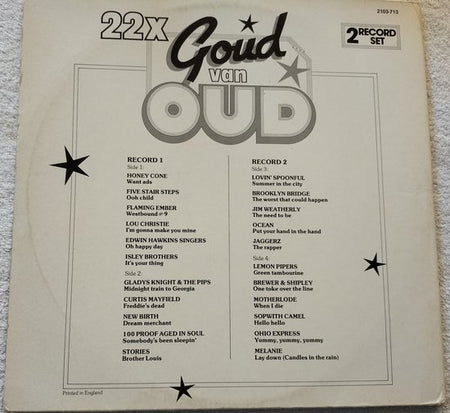 2103-713
22x Goud
van
OUD
2 RECORD
SET
RECORD 1
Side 1:
HONEY CONE
Want ads
FIVE STAIR STEPS
Ooh child
FLAMING EMBER
Westbound # 9
LOU CHRISTIE
I'm gonna make you mine
EDWIN HAWKINS SINGERS
Oh happy day
ISLEY BROTHERS
It's your thing
Side 2:
GLADYS KNIGHT & THE PIPS
Midnight train to Georgia
CURTIS MAYFIELD
Freddie's dead
NEW BIRTH
Dream merchant
100 PROOF AGED IN SOUL
Somebody's been sleepin'
STORIES
Brother Louis
RECORD 2
Side 3:
LOVIN' SPOONFUL
Summer in the city
BROOKLYN BRIDGE
The worst that could happen
JIM WEATHERLY
The need to be
OCEAN
Put your hand in the hand
JAGGERZ
The rapper
Side 4:
LEMON PIPERS
Green tambourine
BREWER & SHIPLEY
One toke over the line
MOTHERLODE
When I die
SOPWITH CAMEL
Hello hello
OHIO EXPRESS
Yummy, yummy, yummy
MELANIE
Lay down (Candles in the rain)
Printed in England